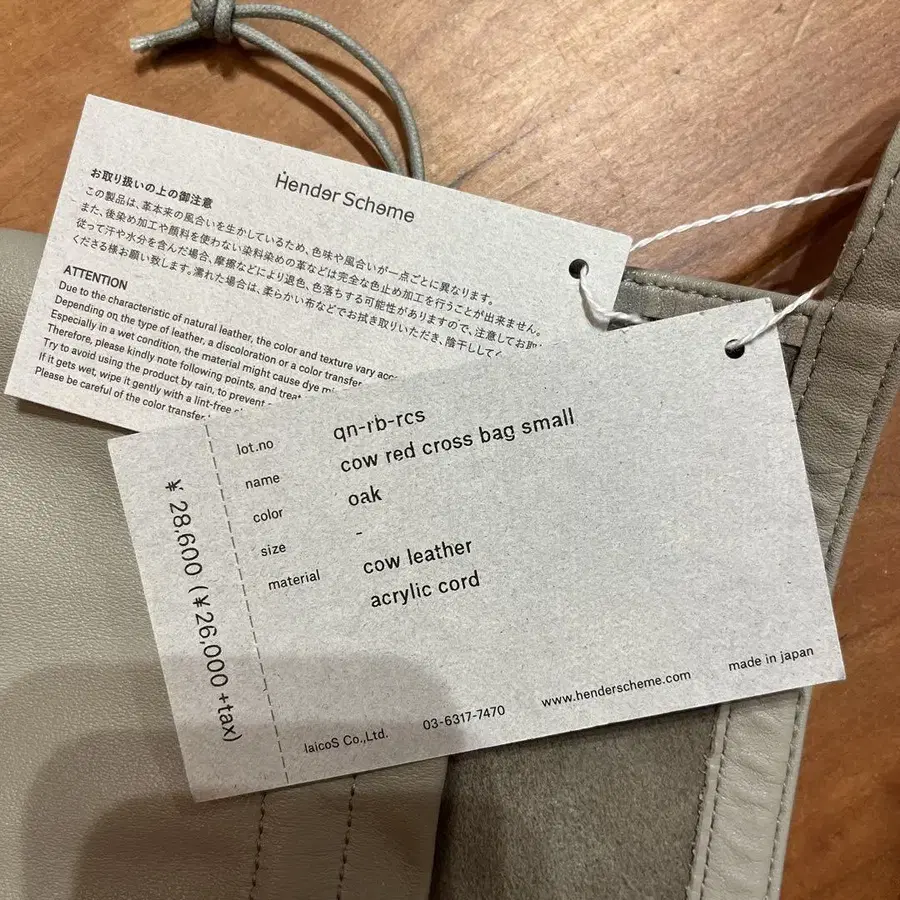 Hender Scheme
お取り扱いの上の御注意
この製品は、革本来の風合いを生かしているため、色味や風合いが一点ごとに異なります。
また、後染め加工や顔料を使わない染料染めの革などは完全な色止め加工を行うことが出来ません。
従って汗や水分を含んだ場合、摩擦などにより退色、色落ちする可能性がありますので、注意してお取
くださる様お願い致します。濡れた場合は、柔らかい布などでお拭き取りいただき、陰干しして
ATTENTION
Due to the characteristic of natural leather, the color and texture vary
Depending on the type of leather, a discoloration or a color transfer
Especially in a wet condition, the material might cause dye
Therefore, please kindly note following points, and treat
Try to avoid using the product by rain, to prevent
If it gets wet, wipe it gently with a lint-free
Please be careful of the color transfer
lot.no qn-rb-rcs
name cow red cross bag small
color oak
size -
material cow leather
acrylic cord
¥ 28,600 (¥26,000 +tax)
laicoS Co.,Ltd. 03-6317-7470 www.henderscheme.com made in japan